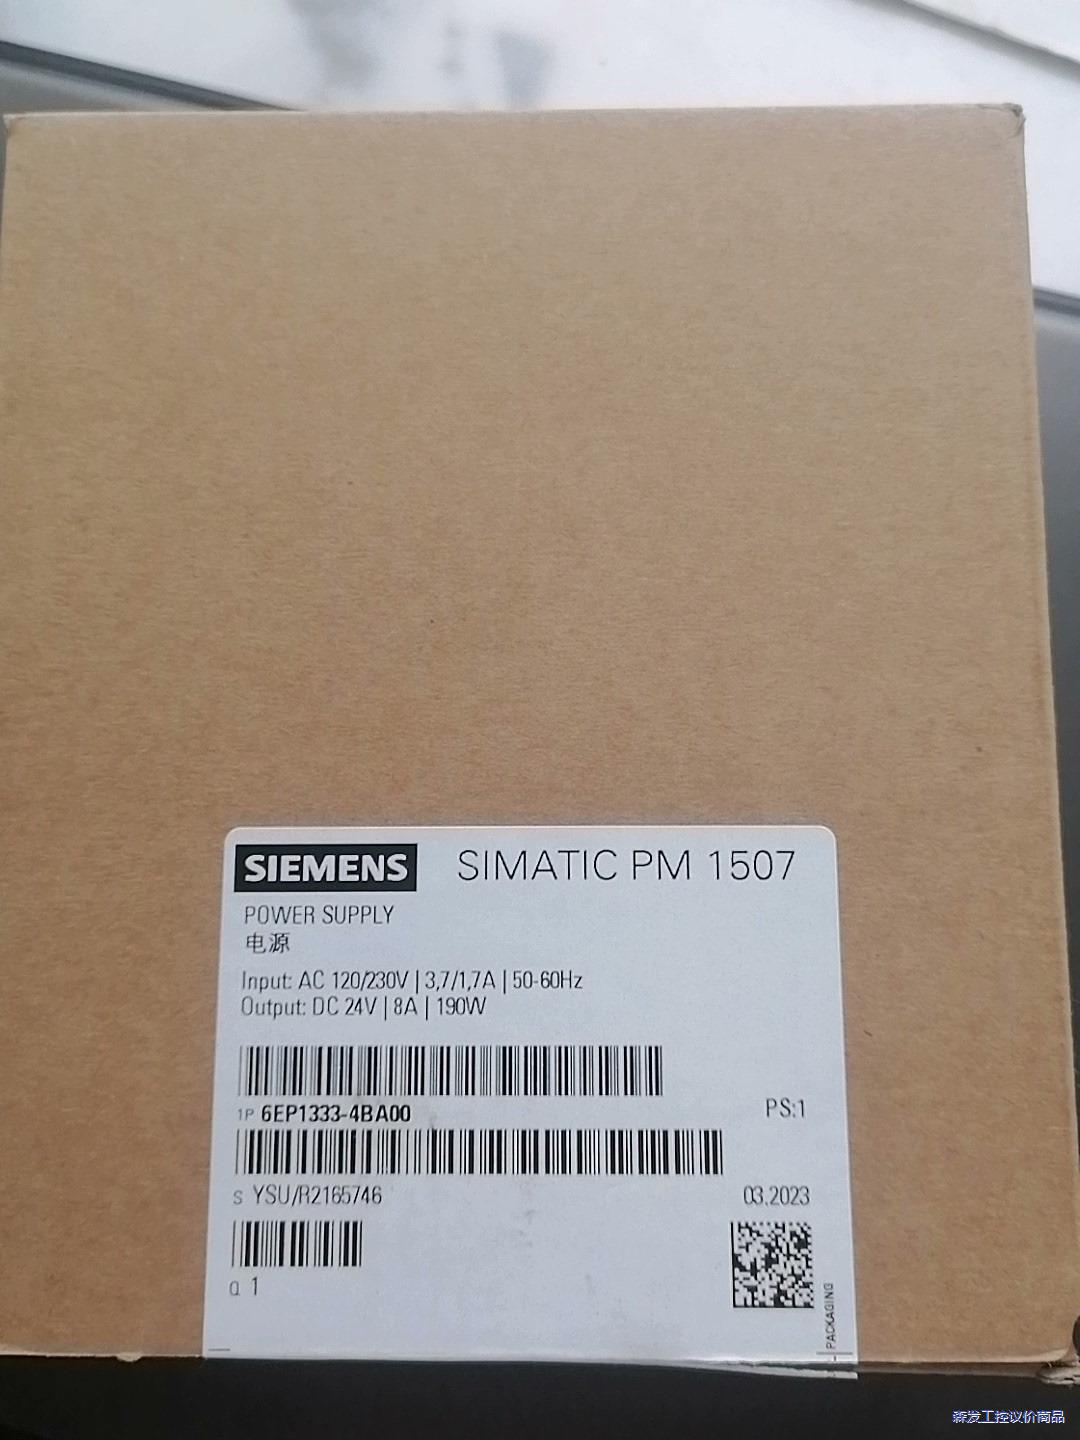 SIEMENS SIMATIC PM 1507
POWER SUPPLY
电源
Input: AC 120/230V | 3,7/1,7A | 50-60Hz
Output: DC 24V | 8A | 190W
1P 6EP1333-4BA00
PS:1
S YSU/R2165746
03.2023
Q 1
PACKAGING
森发工控议价商品